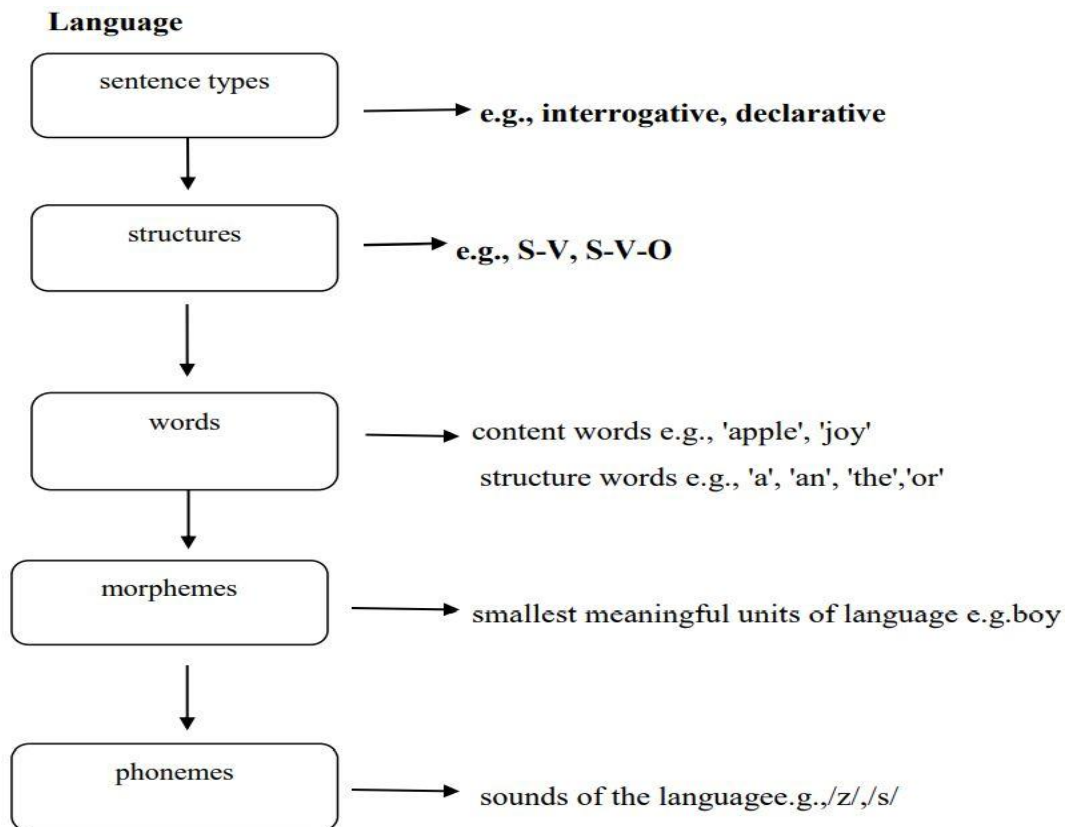 Language
sentence types
e.g., interrogative, declarative
structures
e.g., S-V, S-V-O
words
content words e.g., 'apple', 'joy'
structure words e.g., 'a', 'an', 'the','or'
morphemes
smallest meaningful units of language e.g.boy
phonemes
sounds of the languagee.g.,/z/,/s/